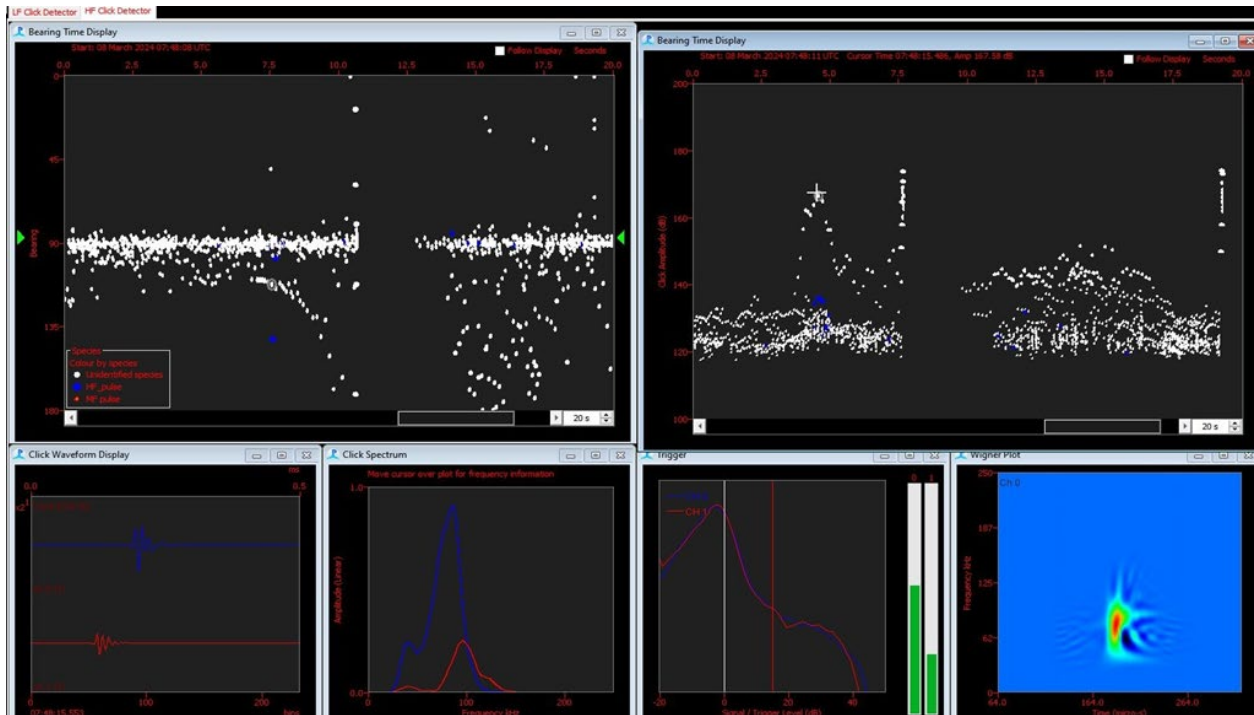 LF Click Detector HF Click Detector
Bearing Time Display
Start: 08 March 2024 07:48:08 UTC
Follow Display Seconds
0.0 2.5 5.0 7.5 10.0 12.5 15.0 17.5 20.0
0
45
90
135
180
Bearing
Species
Colour by species
Unidentified species
HF_pulse
MF pulse
20 s
Bearing Time Display
Start: 08 March 2024 07:48:11 UTC Cursor Time 07:48:15.486, Amp 167.58 dB
Follow Display Seconds
0.0 2.5 5.0 7.5 10.0 12.5 15.0 17.5 20.0
200
180
160
140
120
100
Click Amplitude (dB)
20 s
Click Waveform Display
ms
0.0 0.5
0 100 200
Click Spectrum
Move cursor over plot for frequency information
1.0
0.0
Amplitude (Linear)
0 100 200
Frequency kHz
Trigger
CH 1
-20 0 20 40
Signal / Trigger Level (dB)
0 1
Wigner Plot
Ch 0
250
187
125
62
0
Frequency kHz
64.0 164.0 264.0
Time (micro-s)